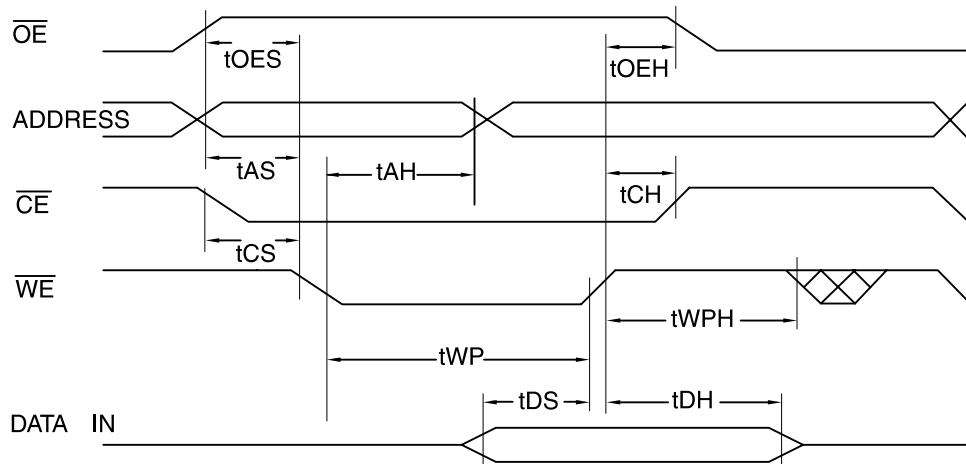 OE
tOES
tOEH
ADDRESS
tAS
tAH
tCH
CE
tCS
WE
tWPH
tWP
tDS
tDH
DATA IN